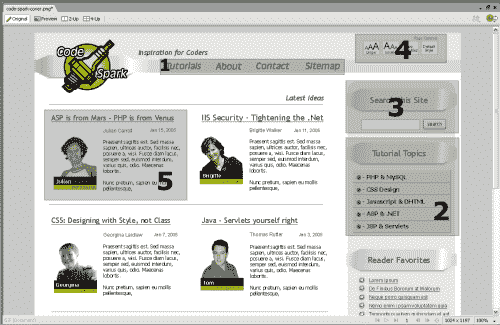 code-spark-cover.png*
Original Preview 2-Up 4-Up
Code
Spark
Inspiration for Coders
1 Tutorials About Contact Sitemap
4
Latest Ideas
ASP is from Mars - PHP is from Venus
Julian Carroll Jan 15, 2006
Praesent sagittis est. Sed massa
sapien, ultrices auctor, facilisis nec,
posuere ac, wisi. Fusce diam lacus,
semper sed, euismod interdum,
varius quis, odio. Maecenas
lobortis.
Nunc pretium, sapien eu
pellentesque,
Julian
5
IIS Security - Tightening the .Net
Brigitte Walker Jan 11, 2006
Praesent sagittis est. Sed massa
sapien, ultrices auctor, facilisis nec,
posuere ac, wisi. Fusce diam lacus,
semper sed, euismod interdum,
varius quis, odio. Maecenas
lobortis.
Nunc pretium, sapien eu
pellentesque,
Brigitte
CSS: Designing with Style, not Class
Georgina Laidlaw Jan 7, 2006
Praesent sagittis est. Sed massa
sapien, ultrices auctor, facilisis nec,
posuere ac, wisi. Fusce diam lacus,
semper sed, euismod interdum,
varius quis, odio. Maecenas
lobortis.
Nunc pretium, sapien eu
pellentesque,
Georgina
Java - Servlets yourself right
Thomas Rutter Jan 3, 2006
Praesent sagittis est. Sed massa
sapien, ultrices auctor, facilisis nec,
posuere ac, wisi. Fusce diam lacus,
semper sed, euismod interdum,
varius quis, odio. Maecenas
lobortis.
Nunc pretium, sapien eu
pellentesque,
Tom
Search This Site
3
search
Tutorial Topics
- PHP & MySQL
- CSS Design
- Javascript & DHTML
- ASP & .NET
- JSP & Servlets
2
Reader Favorites
Lorem ipsum
De Finibus Bonorum et Malorum
Neque porro quisquam est
1 1024 x 1197 100%